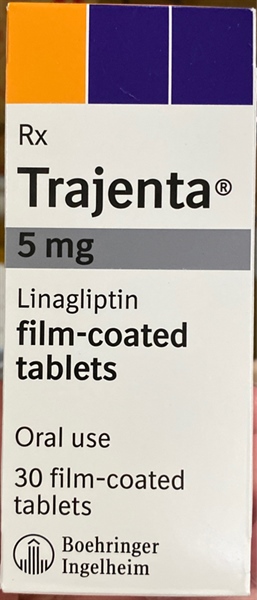 Rx
Trajenta®
5 mg
Linagliptin
film-coated
tablets
Oral use
30 film-coated
tablets
Boehringer
Ingelheim